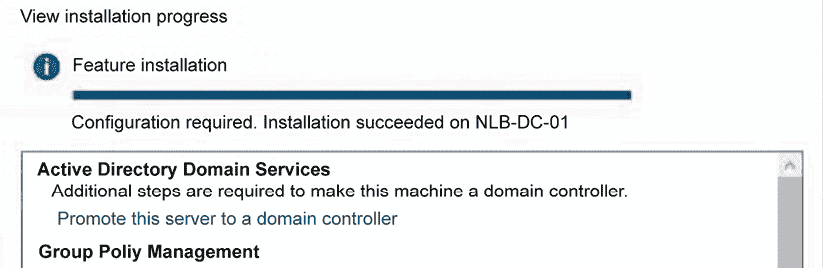 View installation progress
Feature installation
Configuration required. Installation succeeded on NLB-DC-01
Active Directory Domain Services
Additional steps are required to make this machine a domain controller.
Promote this server to a domain controller
Group Poliy Management